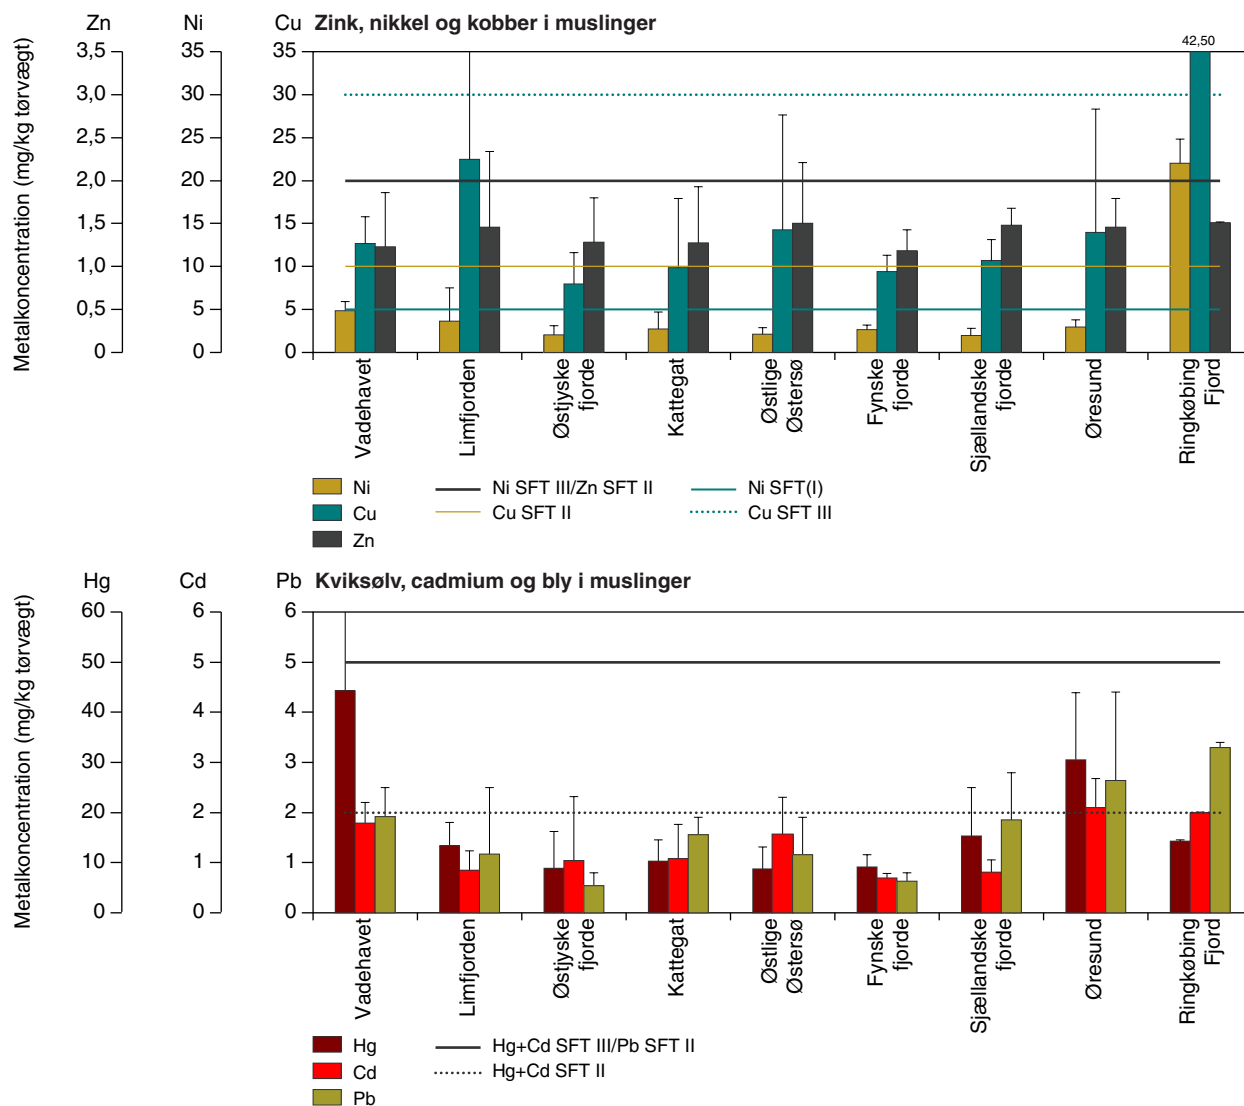 Zn Ni Cu Zink, nikkel og kobber i muslinger
Metalkoncentration (mg/kg tørvægt)
3,5 35 35
3,0 30 30
2,5 25 25
2,0 20 20
1,5 15 15
1,0 10 10
0,5 5 5
0 0 0
42,50
Vadehavet
Limfjorden
Østjyske
fjorde
Kattegat
Østlige
Østersø
Fynske
fjorde
Sjællandske
fjorde
Øresund
Ringkøbing
Fjord
Ni Ni SFT III/Zn SFT II Ni SFT(I)
Cu Cu SFT II Cu SFT III
Zn
Hg Cd Pb Kviksølv, cadmium og bly i muslinger
Metalkoncentration (mg/kg tørvægt)
60 6 6
50 5 5
40 4 4
30 3 3
20 2 2
10 1 1
0 0 0
Vadehavet
Limfjorden
Østjyske
fjorde
Kattegat
Østlige
Østersø
Fynske
fjorde
Sjællandske
fjorde
Øresund
Ringkøbing
Fjord
Hg Hg+Cd SFT III/Pb SFT II
Cd Hg+Cd SFT II
Pb